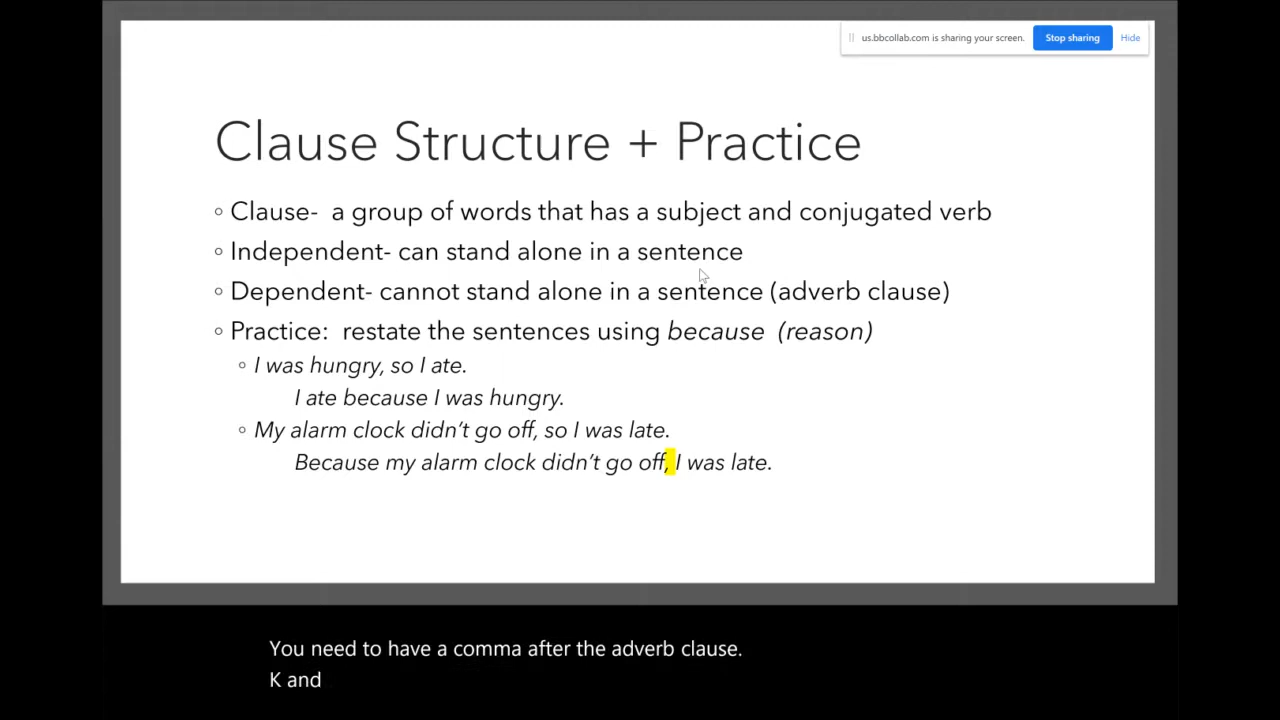 us.bbcollab.com is sharing your screen. Stop sharing Hide
Clause Structure + Practice
Clause- a group of words that has a subject and conjugated verb
Independent- can stand alone in a sentence
Dependent- cannot stand alone in a sentence (adverb clause)
Practice: restate the sentences using because (reason)
I was hungry, so I ate.
I ate because I was hungry.
My alarm clock didn’t go off, so I was late.
Because my alarm clock didn’t go off, I was late.
You need to have a comma after the adverb clause.
K and